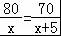 80/x = 70/(x+5)